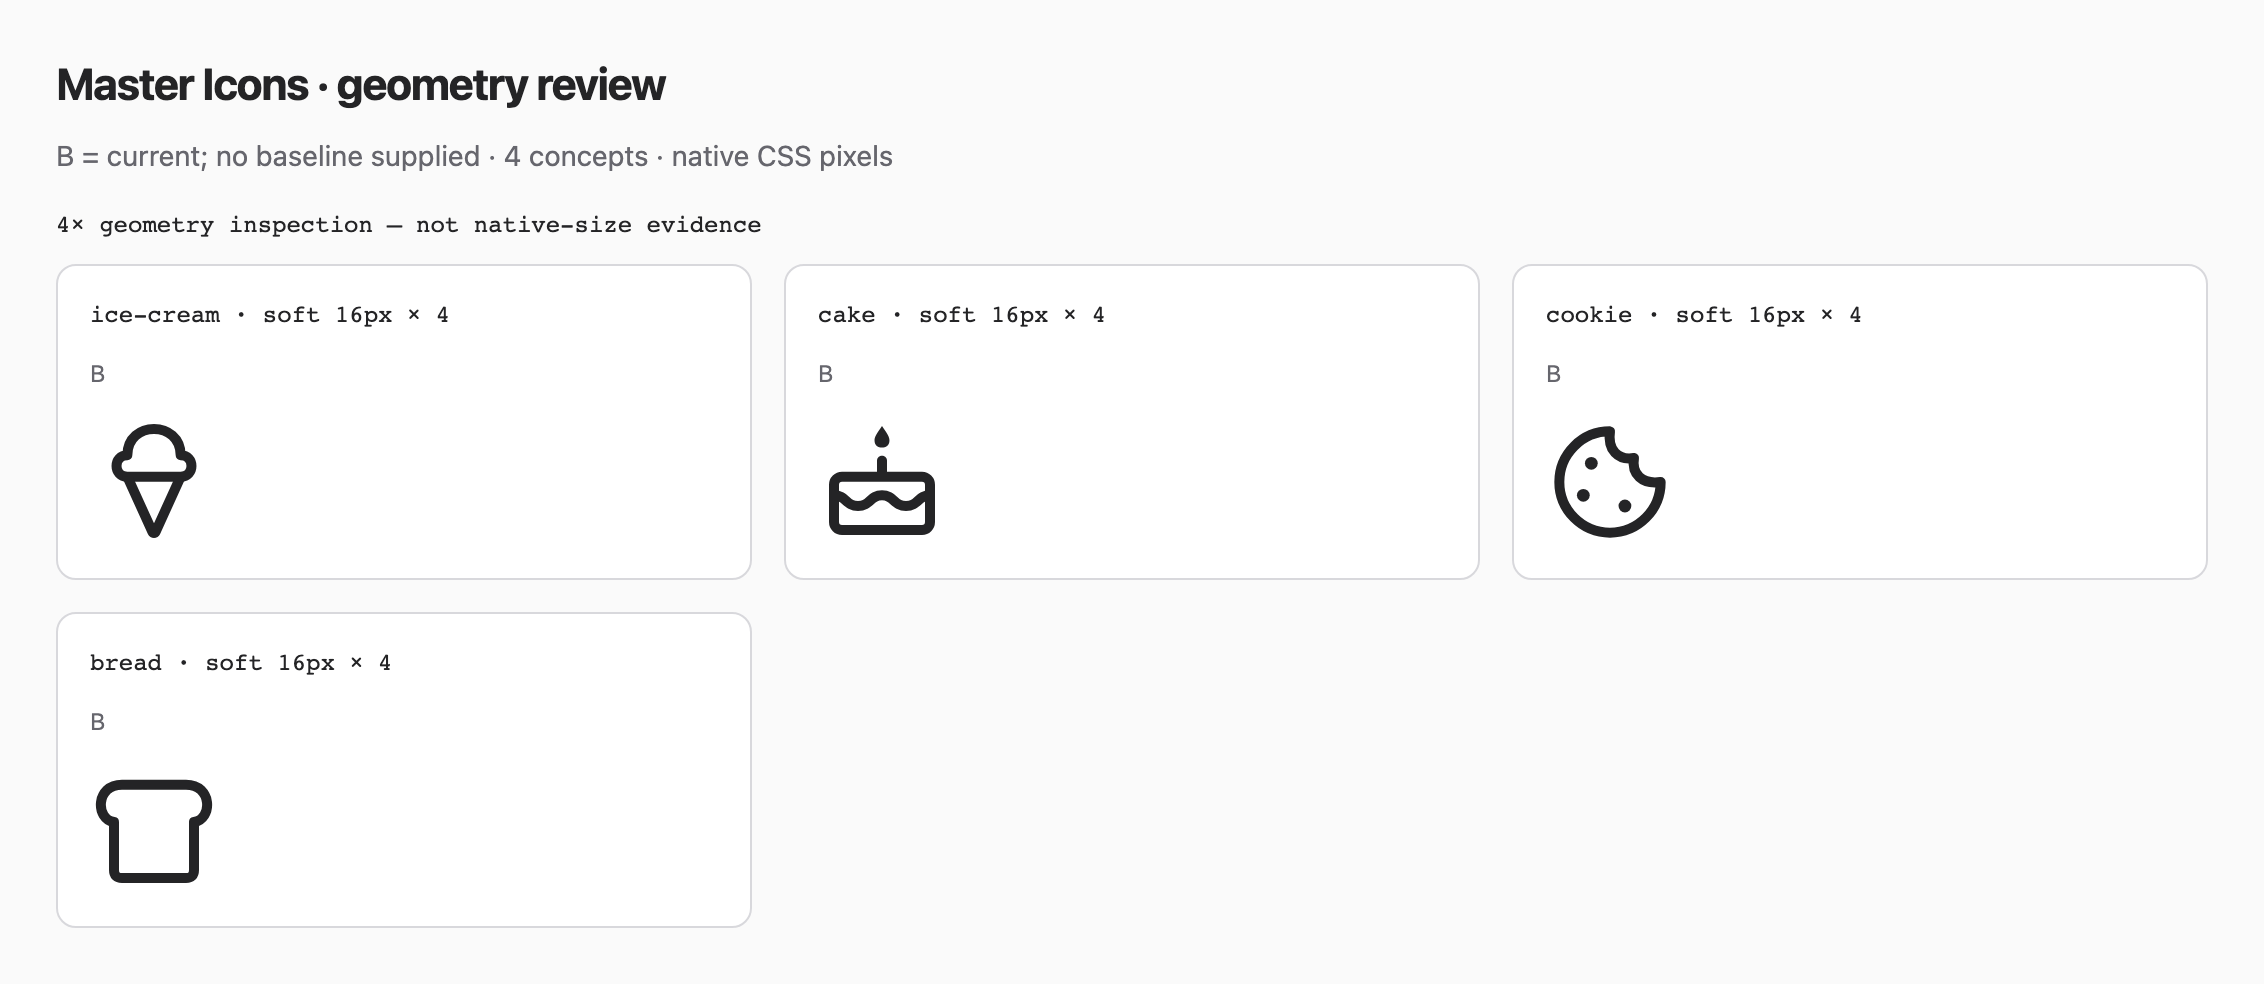 Master Icons · geometry review
B = current; no baseline supplied · 4 concepts · native CSS pixels
4× geometry inspection — not native-size evidence
ice-cream · soft 16px × 4
B
cake · soft 16px × 4
B
cookie · soft 16px × 4
B
bread · soft 16px × 4
B